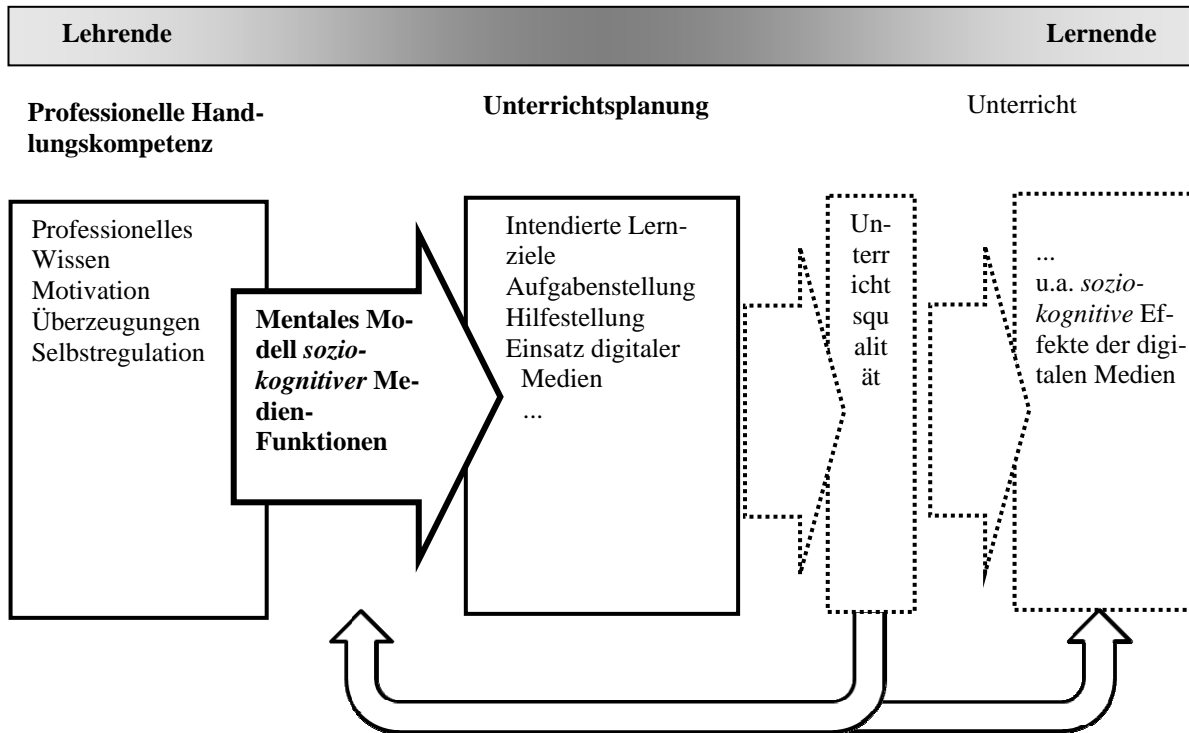 Lehrende
Lernende
Professionelle Hand-
lungskompetenz
Unterrichtsplanung
Unterricht
Professionelles
Wissen
Motivation
Überzeugungen
Selbstregulation
Mentales Mo-
dell sozio-
kognitiver Me-
dien-
Funktionen
Intendierte Lern-
ziele
Aufgabenstellung
Hilfestellung
Einsatz digitaler
Medien
...
Un-
terr
icht
squ
alit
ät
...
u.a. sozio-
kognitive Ef-
fekte der digi-
talen Medien